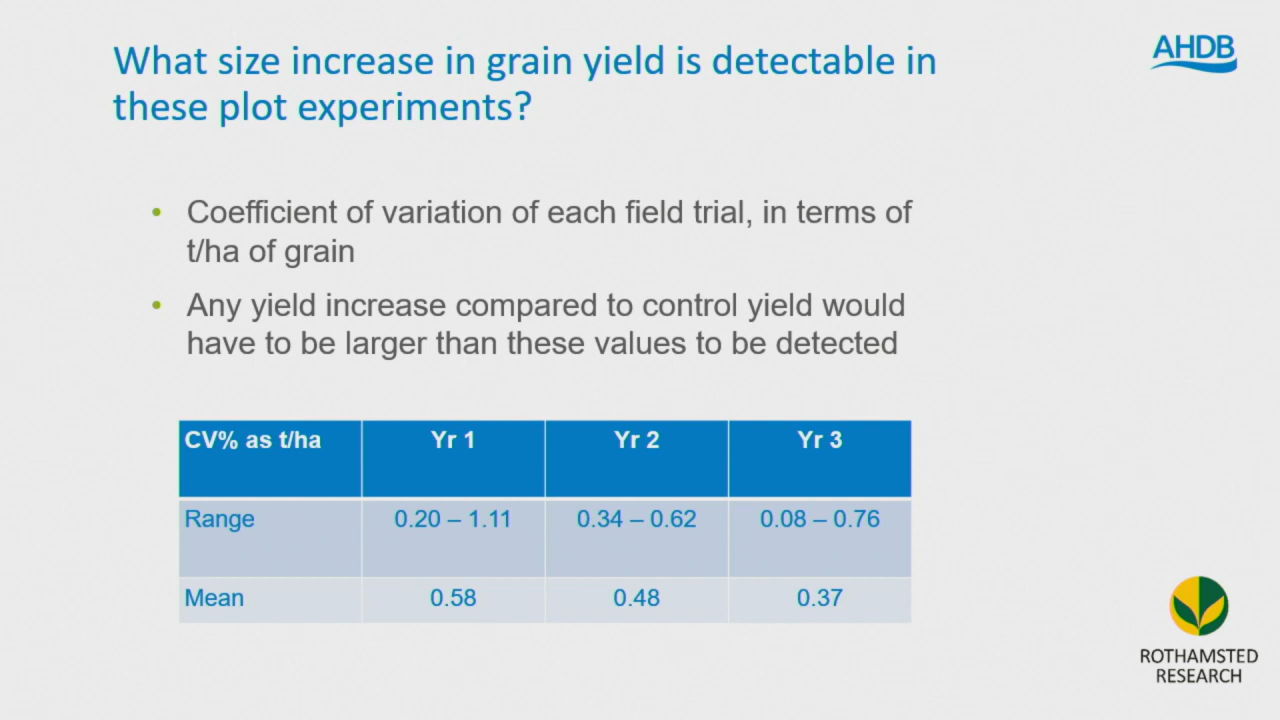 What size increase in grain yield is detectable in
these plot experiments?
AHDB
• Coefficient of variation of each field trial, in terms of
t/ha of grain
• Any yield increase compared to control yield would
have to be larger than these values to be detected
CV% as t/ha Yr 1 Yr 2 Yr 3
Range 0.20 – 1.11 0.34 – 0.62 0.08 – 0.76
Mean 0.58 0.48 0.37
ROTHAMSTED
RESEARCH